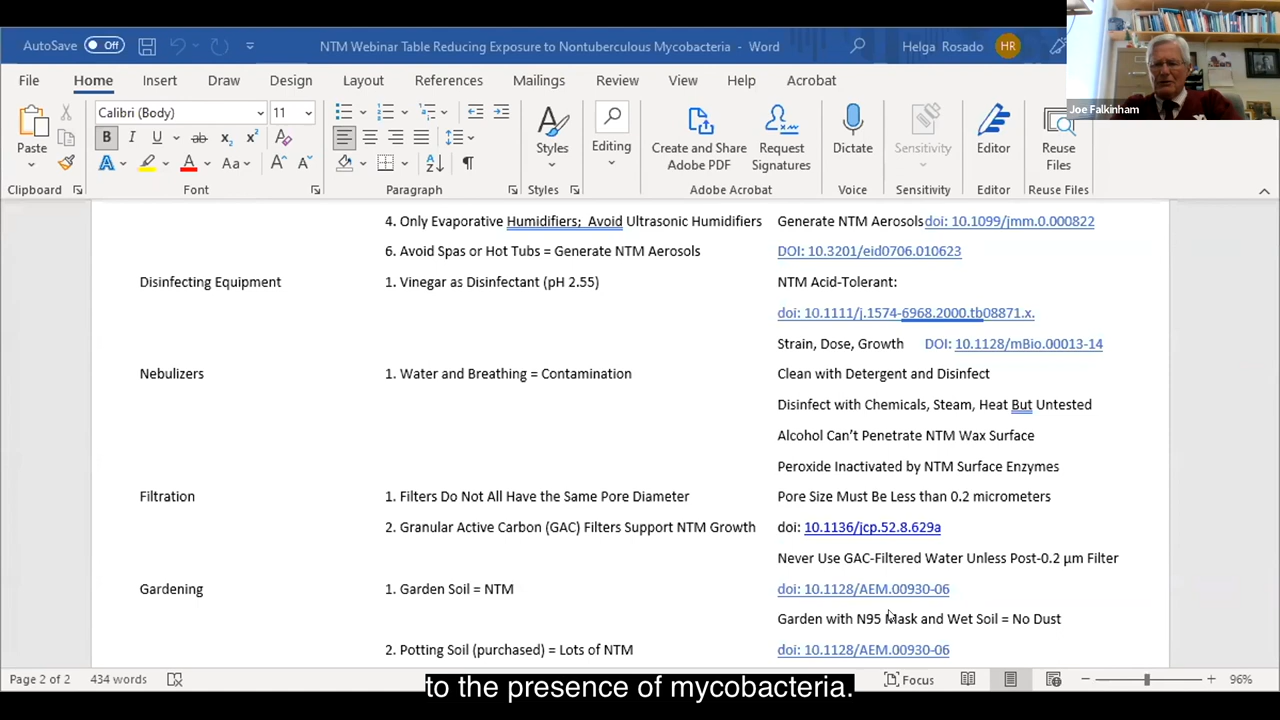 AutoSave Off NTM Webinar Table Reducing Exposure to Nontuberculous Mycobacteria - Word Helga Rosado HR
Joe Falkinham
File Home Insert Draw Design Layout References Mailings Review View Help Acrobat
Calibri (Body) 11
Paste Styles Editing Create and Share Adobe PDF Request Signatures Dictate Sensitivity Editor Reuse Files
Clipboard Font Paragraph Styles Adobe Acrobat Voice Sensitivity Editor Reuse Files
4. Only Evaporative Humidifiers; Avoid Ultrasonic Humidifiers Generate NTM Aerosols doi: 10.1099/jmm.0.000822
6. Avoid Spas or Hot Tubs = Generate NTM Aerosols DOI: 10.3201/eid0706.010623
Disinfecting Equipment 1. Vinegar as Disinfectant (pH 2.55) NTM Acid-Tolerant:
doi: 10.1111/j.1574-6968.2000.tb08871.x.
Strain, Dose, Growth DOI: 10.1128/mBio.00013-14
Nebulizers 1. Water and Breathing = Contamination Clean with Detergent and Disinfect
Disinfect with Chemicals, Steam, Heat But Untested
Alcohol Can't Penetrate NTM Wax Surface
Peroxide Inactivated by NTM Surface Enzymes
Filtration 1. Filters Do Not All Have the Same Pore Diameter Pore Size Must Be Less than 0.2 micrometers
2. Granular Active Carbon (GAC) Filters Support NTM Growth doi: 10.1136/jcp.52.8.629a
Never Use GAC-Filtered Water Unless Post-0.2 µm Filter
Gardening 1. Garden Soil = NTM doi: 10.1128/AEM.00930-06
Garden with N95 Mask and Wet Soil = No Dust
2. Potting Soil (purchased) = Lots of NTM doi: 10.1128/AEM.00930-06
Page 2 of 2 434 words Focus 96%
to the presence of mycobacteria.